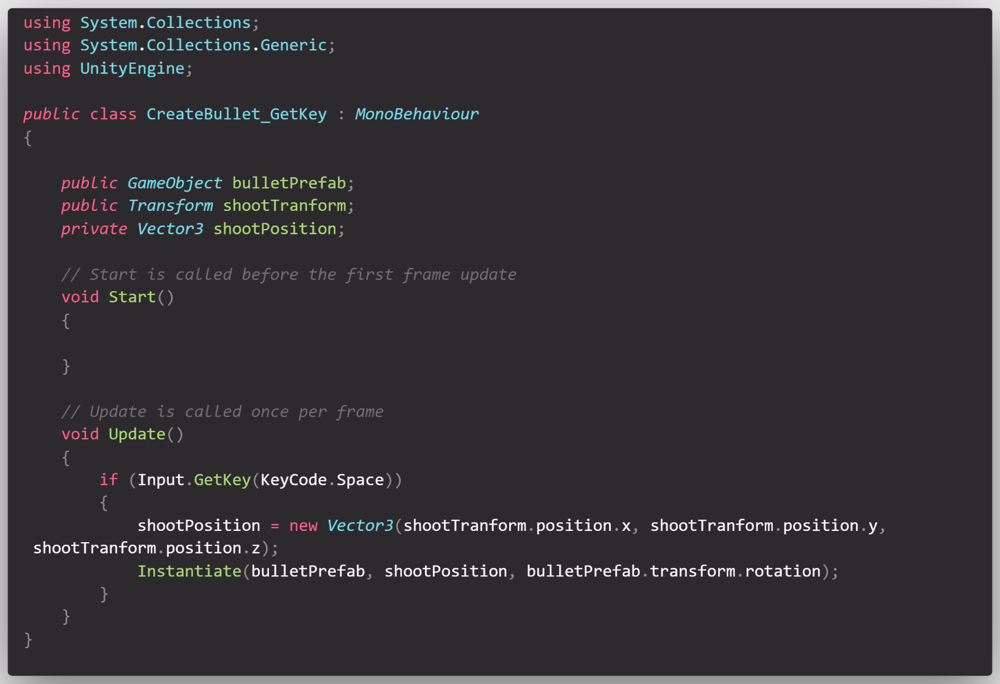 using System.Collections;
using System.Collections.Generic;
using UnityEngine;

public class CreateBullet_GetKey : MonoBehaviour
{

    public GameObject bulletPrefab;
    public Transform shootTranform;
    private Vector3 shootPosition;

    // Start is called before the first frame update
    void Start()
    {

    }

    // Update is called once per frame
    void Update()
    {
        if (Input.GetKey(KeyCode.Space))
        {
            shootPosition = new Vector3(shootTranform.position.x, shootTranform.position.y,
 shootTranform.position.z);
            Instantiate(bulletPrefab, shootPosition, bulletPrefab.transform.rotation);
        }
    }
}